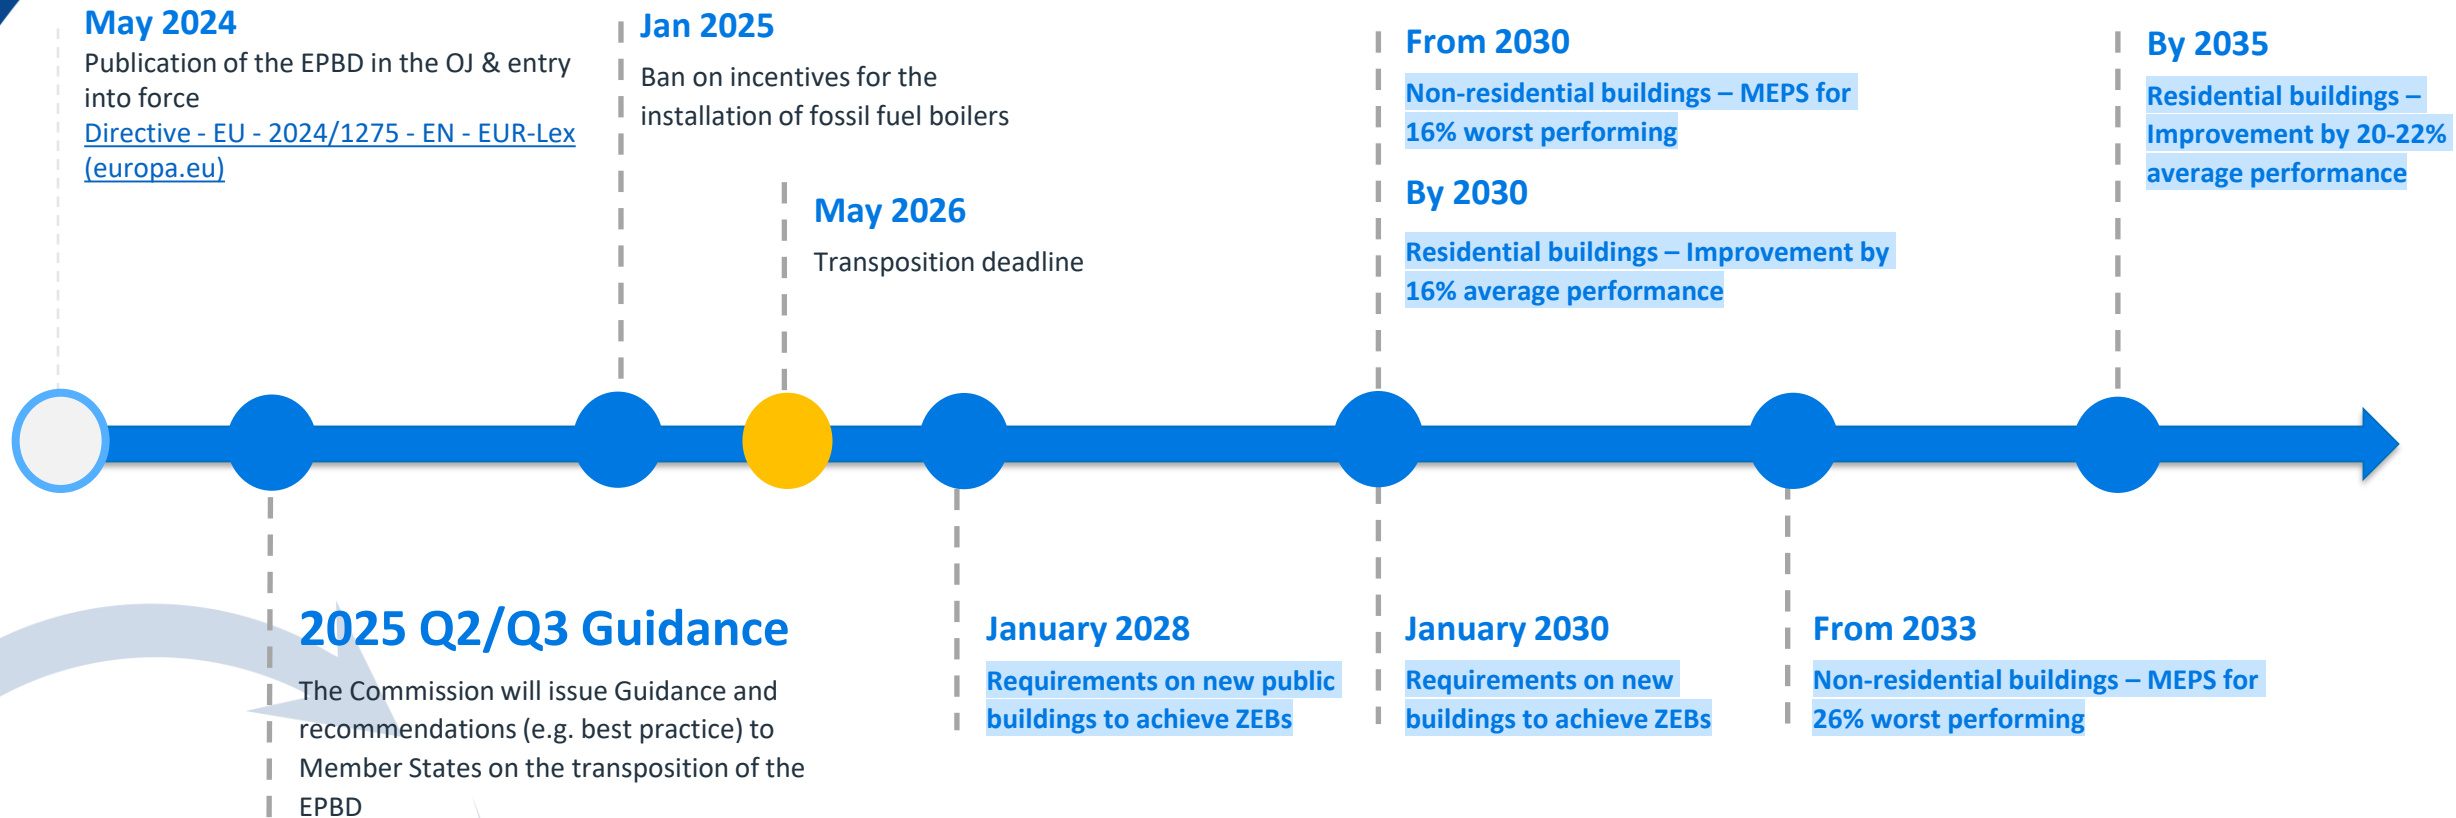 May 2024
Publication of the EPBD in the OJ & entry
into force
Directive - EU - 2024/1275 - EN - EUR-Lex
(europa.eu)
Jan 2025
Ban on incentives for the
installation of fossil fuel boilers
May 2026
Transposition deadline
From 2030
Non-residential buildings – MEPS for
16% worst performing
By 2030
Residential buildings – Improvement by
16% average performance
By 2035
Residential buildings –
Improvement by 20-22%
average performance
2025 Q2/Q3 Guidance
The Commission will issue Guidance and
recommendations (e.g. best practice) to
Member States on the transposition of the
EPBD
January 2028
Requirements on new public
buildings to achieve ZEBs
January 2030
Requirements on new
buildings to achieve ZEBs
From 2033
Non-residential buildings – MEPS for
26% worst performing